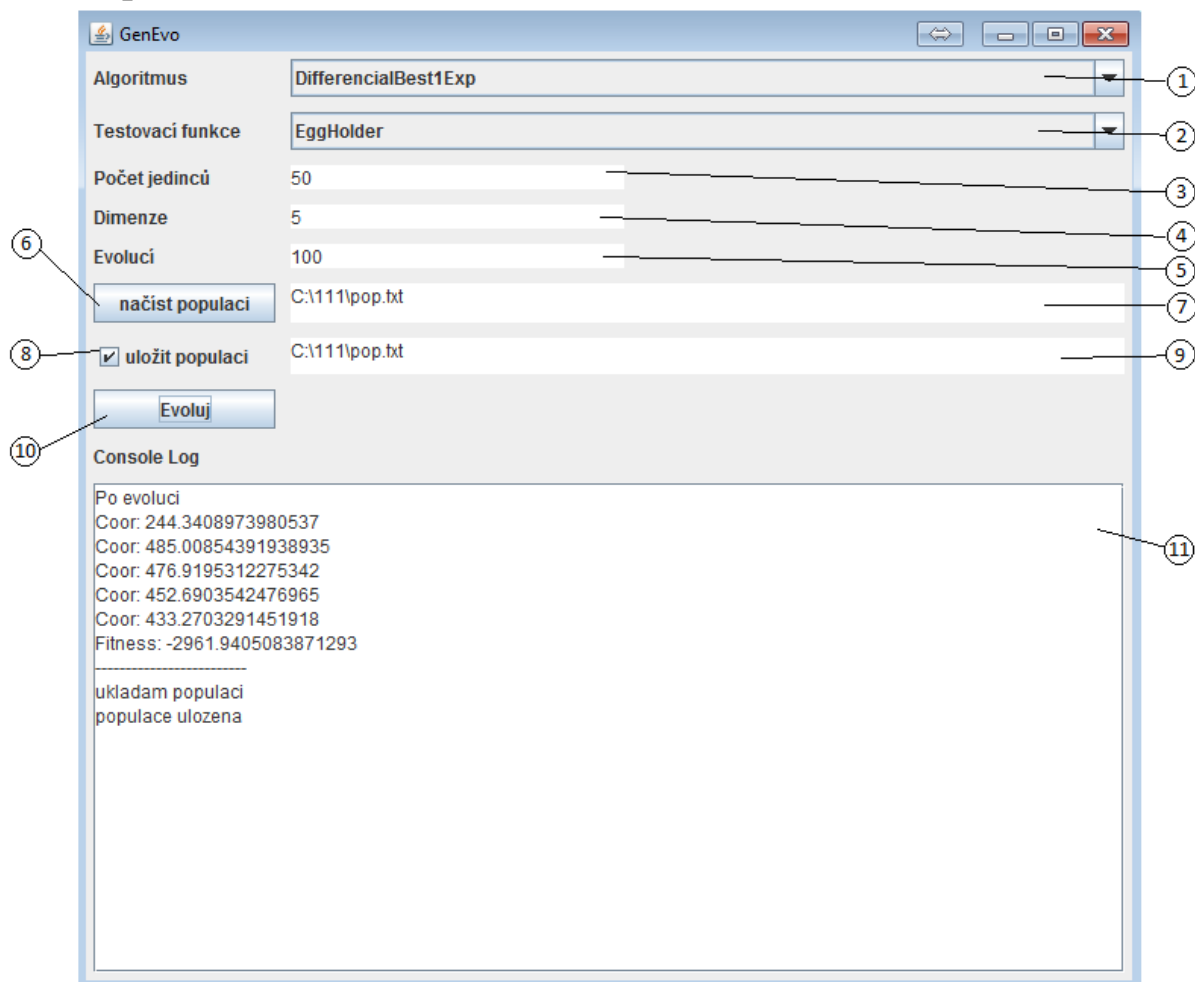 GenEvo
Algoritmus DifferencialBest1Exp 1
Testovací funkce EggHolder 2
Počet jedinců 50 3
Dimenze 5 4
6 Evolucí 100 5
načíst populaci C:\111\pop.txt 7
8 uložit populaci C:\111\pop.txt 9
Evoluj
10
Console Log
Po evoluci
Coor: 244.3408973980537
Coor: 485.00854391938935
11
Coor: 476.9195312275342
Coor: 452.6903542476965
Coor: 433.2703291451918
Fitness: -2961.9405083871293
-------------------------
ukladam populaci
populace ulozena